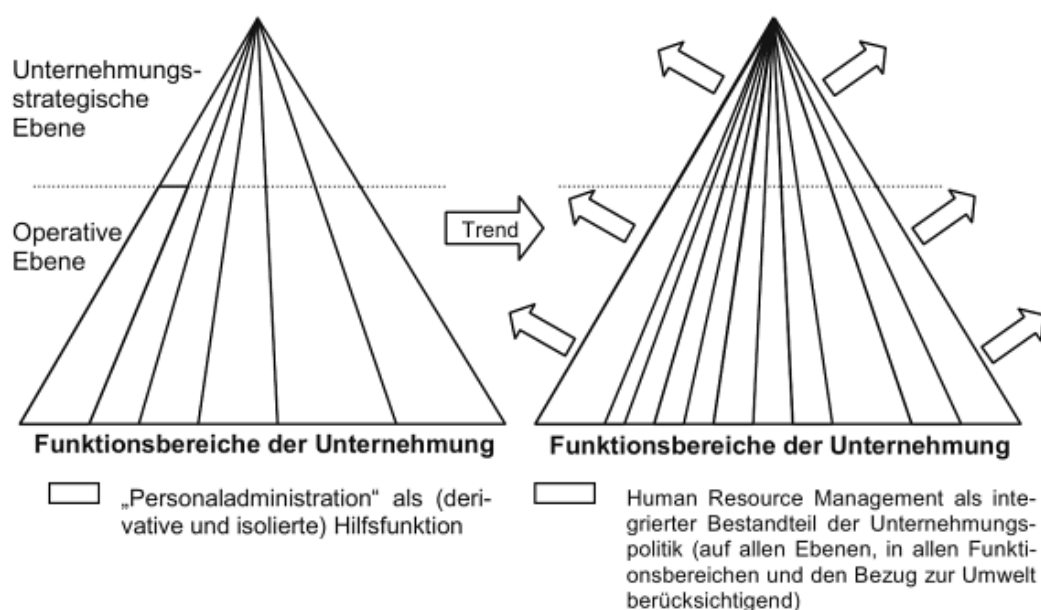 Unternehmungs-
strategische
Ebene
Operative
Ebene
Trend
Funktionsbereiche der Unternehmung
Funktionsbereiche der Unternehmung
„Personaladministration“ als (deri-
vative und isolierte) Hilfsfunktion
Human Resource Management als inte-
grierter Bestandteil der Unternehmungs-
politik (auf allen Ebenen, in allen Funkti-
onsbereichen und den Bezug zur Umwelt
berücksichtigend)